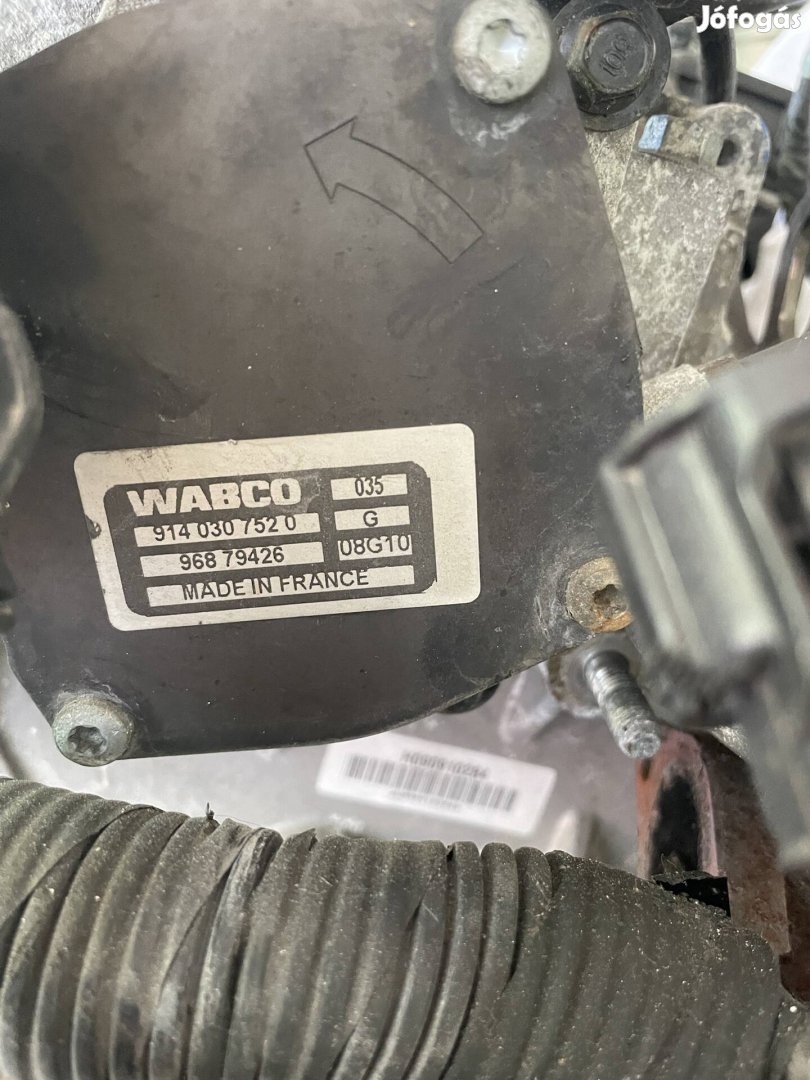 Jófogás
100
WABCO 035
914 030 752 0 G
968 79426 08G10
MADE IN FRANCE